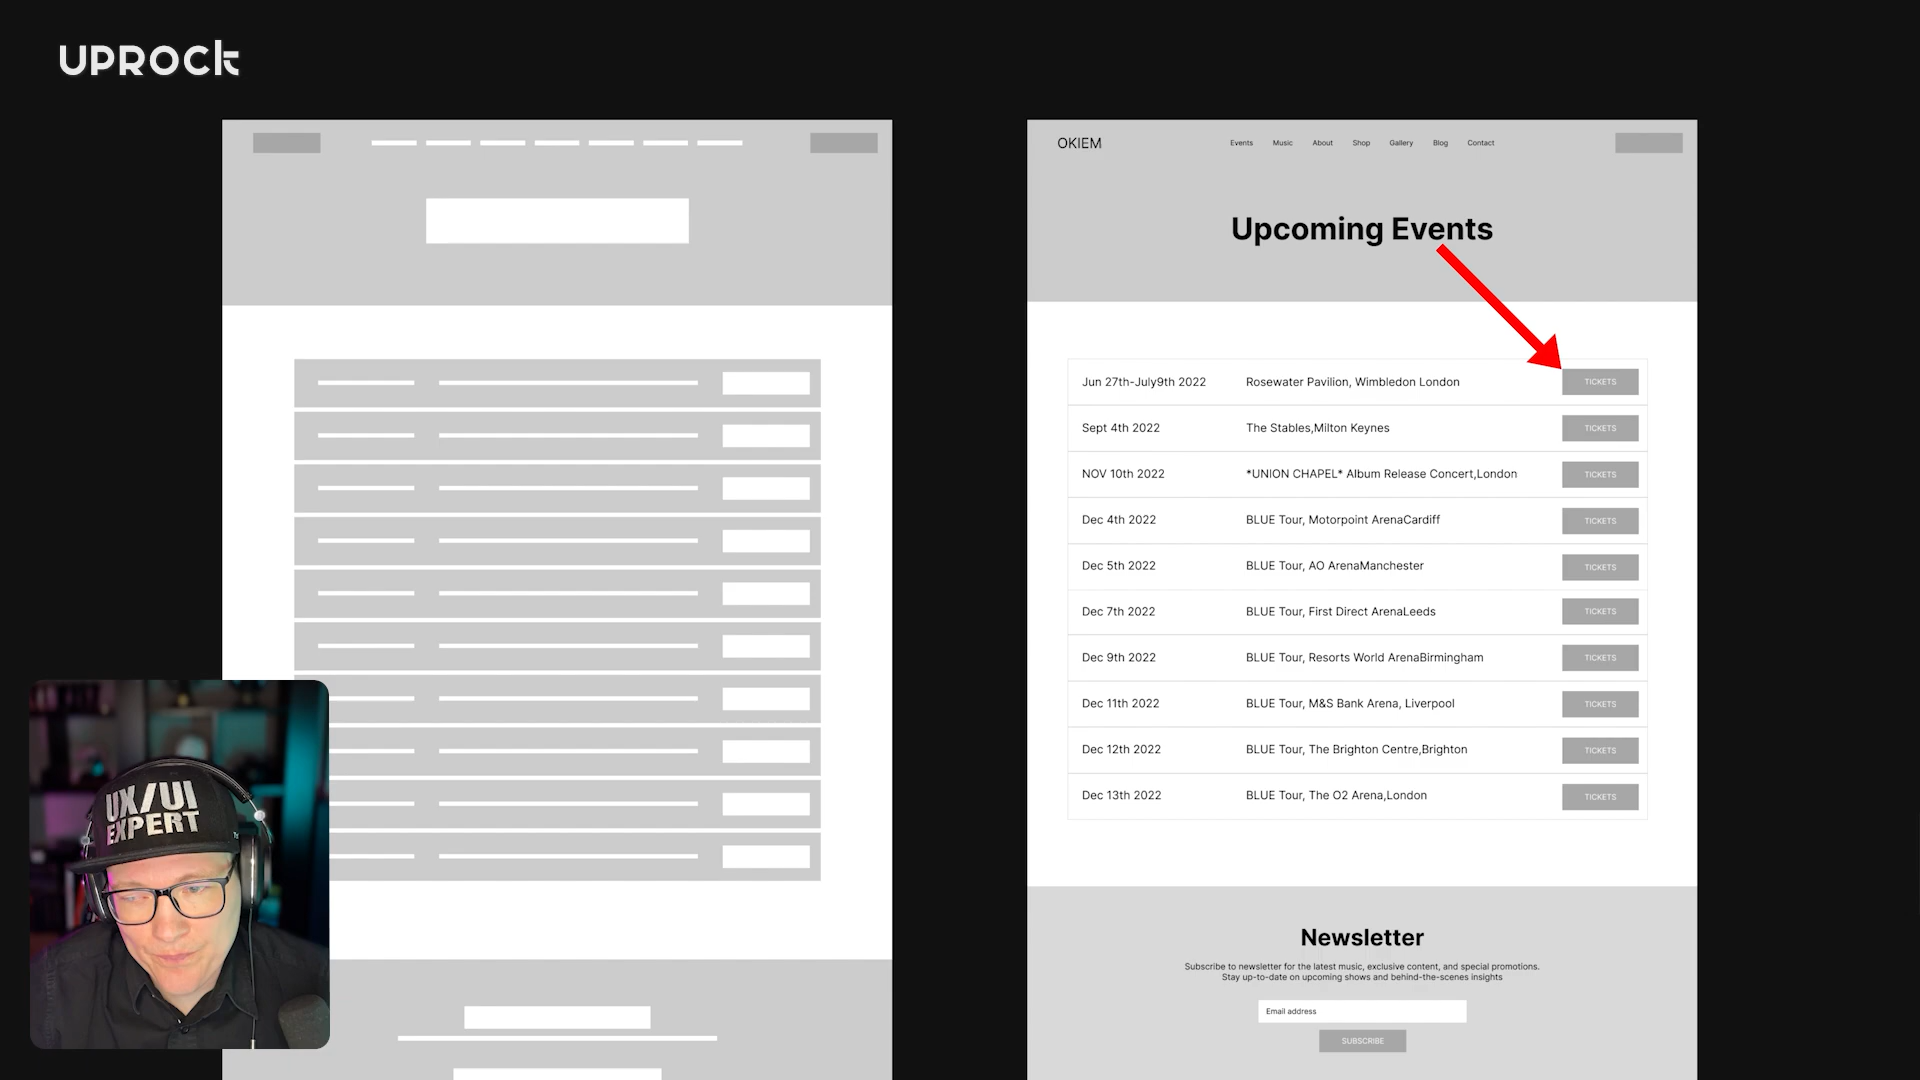 UPROCK
OKIEM
Events Music About Shop Gallery Blog Contact
Upcoming Events
Jun 27th-July9th 2022 Rosewater Pavilion, Wimbledon London TICKETS
Sept 4th 2022 The Stables,Milton Keynes TICKETS
NOV 10th 2022 *UNION CHAPEL* Album Release Concert,London TICKETS
Dec 4th 2022 BLUE Tour, Motorpoint ArenaCardiff TICKETS
Dec 5th 2022 BLUE Tour, AO ArenaManchester TICKETS
Dec 7th 2022 BLUE Tour, First Direct ArenaLeeds TICKETS
Dec 9th 2022 BLUE Tour, Resorts World ArenaBirmingham TICKETS
Dec 11th 2022 BLUE Tour, M&S Bank Arena, Liverpool TICKETS
Dec 12th 2022 BLUE Tour, The Brighton Centre,Brighton TICKETS
Dec 13th 2022 BLUE Tour, The O2 Arena,London TICKETS
Newsletter
Subscribe to newsletter for the latest music, exclusive content, and special promotions.
Stay up-to-date on upcoming shows and behind-the-scenes insights
Email address
SUBSCRIBE
UX/UI
EXPERT